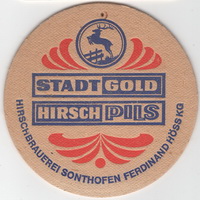 STADT GOLD
HIRSCH PILS
HIRSCHBRAUEREI SONTHOFEN FERDINAND HÖSS KG